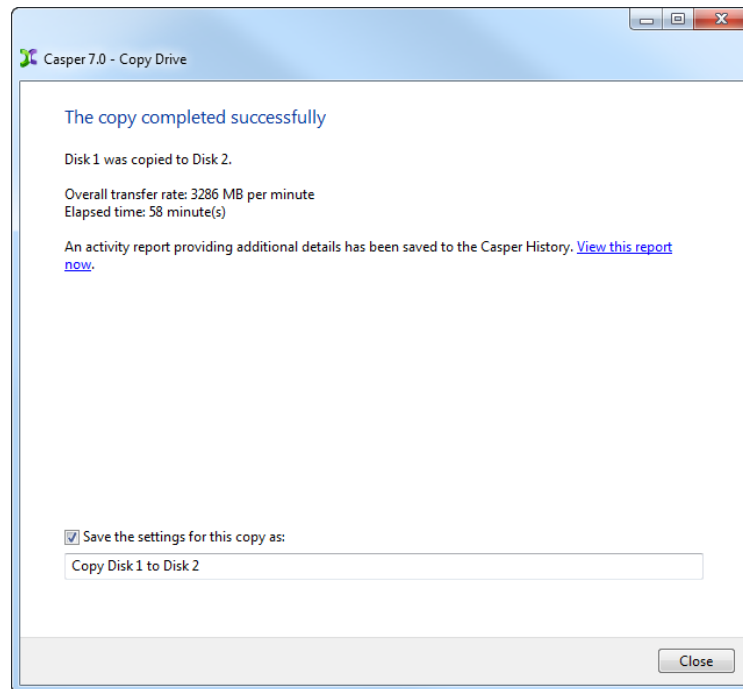 Casper 7.0 - Copy Drive
The copy completed successfully
Disk 1 was copied to Disk 2.
Overall transfer rate: 3286 MB per minute
Elapsed time: 58 minute(s)
An activity report providing additional details has been saved to the Casper History. View this report
now.
Save the settings for this copy as:
Copy Disk 1 to Disk 2
Close